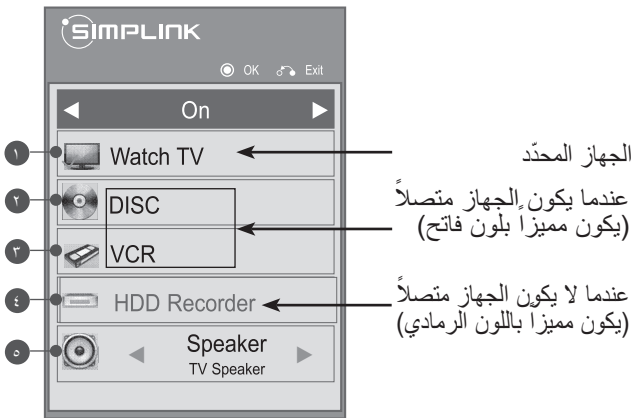 SIMPLINK
OK Exit
On
١ Watch TV
الجهاز المحدّد
٢ DISC
عندما يكون الجهاز متصلاً
(يكون مميزاً بلون فاتح)
٣ VCR
٤ HDD Recorder
عندما لا يكون الجهاز متصلاً
(يكون مميزاً باللون الرمادي)
٥ Speaker
TV Speaker